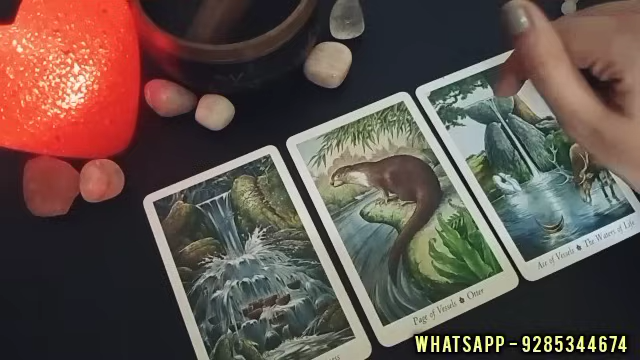 Page of Vessels Otter
Ace of Vessels The Waters of Life
WHATSAPP - 9285344674